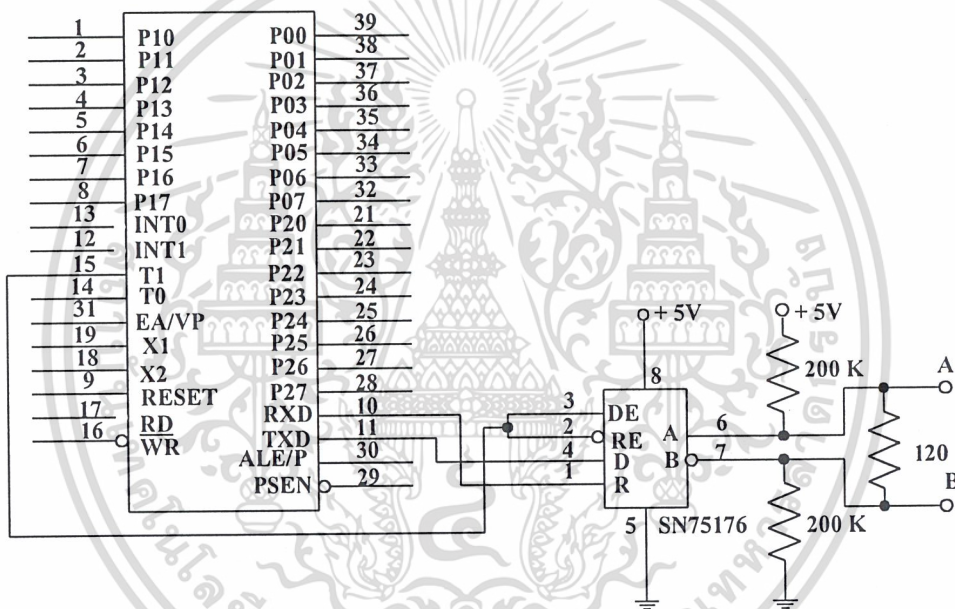 1 P10 P00 39
2 P11 P01 38
3 P12 P02 37
4 P13 P03 36
5 P14 P04 35
6 P15 P05 34
7 P16 P06 33
8 P17 P07 32
13 INT0 P20 21
12 INT1 P21 22
15 T1 P22 23
14 T0 P23 24
31 EA/VP P24 25
19 X1 P25 26
18 X2 P26 27
9 RESET P27 28
17 RD RXD 10
16 WR TXD 11
ALE/P 30
PSEN 29
+ 5V
8
3 DE
2 RE
4 D
1 R
A 6
B 7
5 SN75176
+ 5V
200 K
A
120
B
200 K